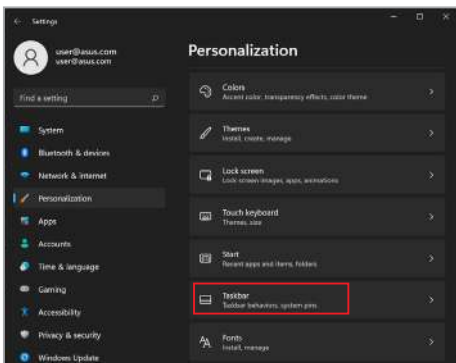 Settings
user@asus.com
user@asus.com
Find a setting
System
Bluetooth & devices
Network & internet
Personalization
Apps
Accounts
Time & language
Gaming
Accessibility
Privacy & security
Windows Update
Personalization
Colors
Accent color, transparency effects, color theme
Themes
Install, create, manage
Lock screen
Lock screen images, apps, animations
Touch keyboard
Themes, size
Start
Recent apps and items, folders
Taskbar
Taskbar behaviors, system pins
Fonts
Install, manage